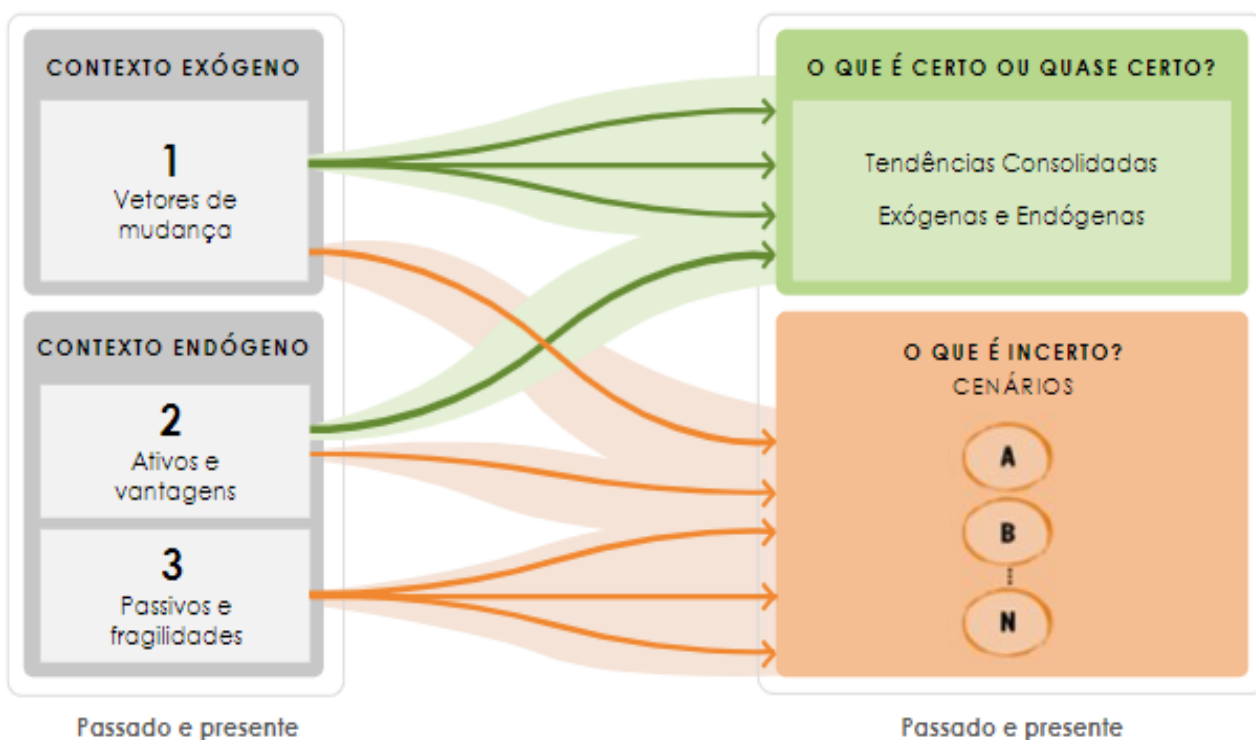 CONTEXTO EXÓGENO
1
Vetores de
mudança
CONTEXTO ENDÓGENO
2
Ativos e
vantagens
3
Passivos e
fragilidades
Passado e presente
O QUE É CERTO OU QUASE CERTO?
Tendências Consolidadas
Exógenas e Endógenas
O QUE É INCERTO?
CENÁRIOS
A
B
N
Passado e presente